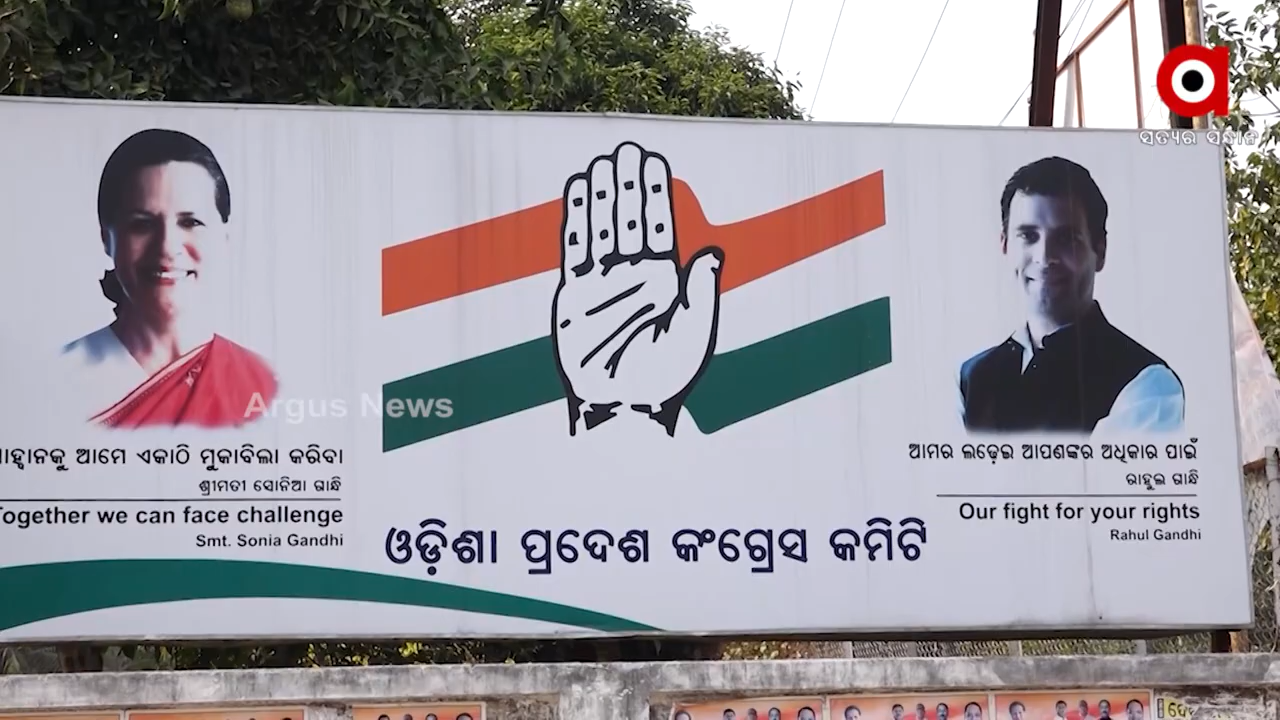 ସତ୍ୟର ସନ୍ଧାନ
Argus News
ଆହ୍ୱାନକୁ ଆମେ ଏକାଠି ମୁକାବିଲା କରିବା
ଶ୍ରୀମତୀ ସୋନିଆ ଗାନ୍ଧି
Together we can face challenge
Smt. Sonia Gandhi
ଆମର ଲଢ଼େଇ ଆପଣଙ୍କର ଅଧିକାର ପାଇଁ
ରାହୁଲ ଗାନ୍ଧି
Our fight for your rights
Rahul Gandhi
ଓଡ଼ିଶା ପ୍ରଦେଶ କଂଗ୍ରେସ କମିଟି